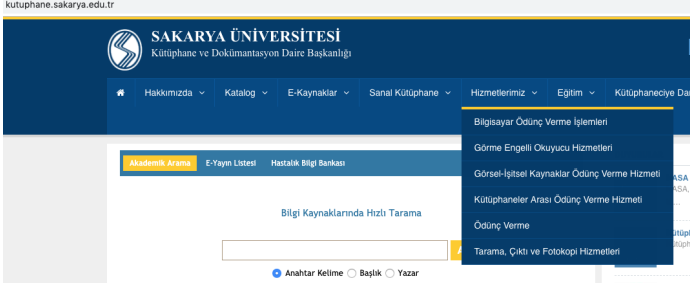 kutuphane.sakarya.edu.tr
SAKARYA ÜNİVERSİTESİ
Kütüphane ve Dokümantasyon Daire Başkanlığı
Hakkımızda Katalog E-Kaynaklar Sanal Kütüphane Hizmetlerimiz Eğitim Kütüphaneciye
Bilgisayar Ödünç Verme İşlemleri
Görme Engelli Okuyucu Hizmetleri
Görsel-İşitsel Kaynaklar Ödünç Verme Hizmeti
Kütüphaneler Arası Ödünç Verme Hizmeti
Ödünç Verme
Tarama, Çıktı ve Fotokopi Hizmetleri
Akademik Arama E-Yayın Listesi Hastalık Bilgi Bankası
Bilgi Kaynaklarında Hızlı Tarama
Anahtar Kelime Başlık Yazar